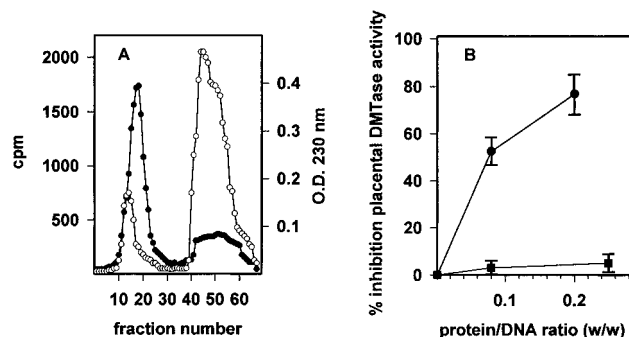 A
cpm
2000
1500
1000
500
0.4
0.3
0.2
0.1
O.D. 230 nm
10 20 30 40 50 60
fraction number
B
% inhibition placental DMTase activity
100
80
60
40
20
0
0.1 0.2
protein/DNA ratio (w/w)